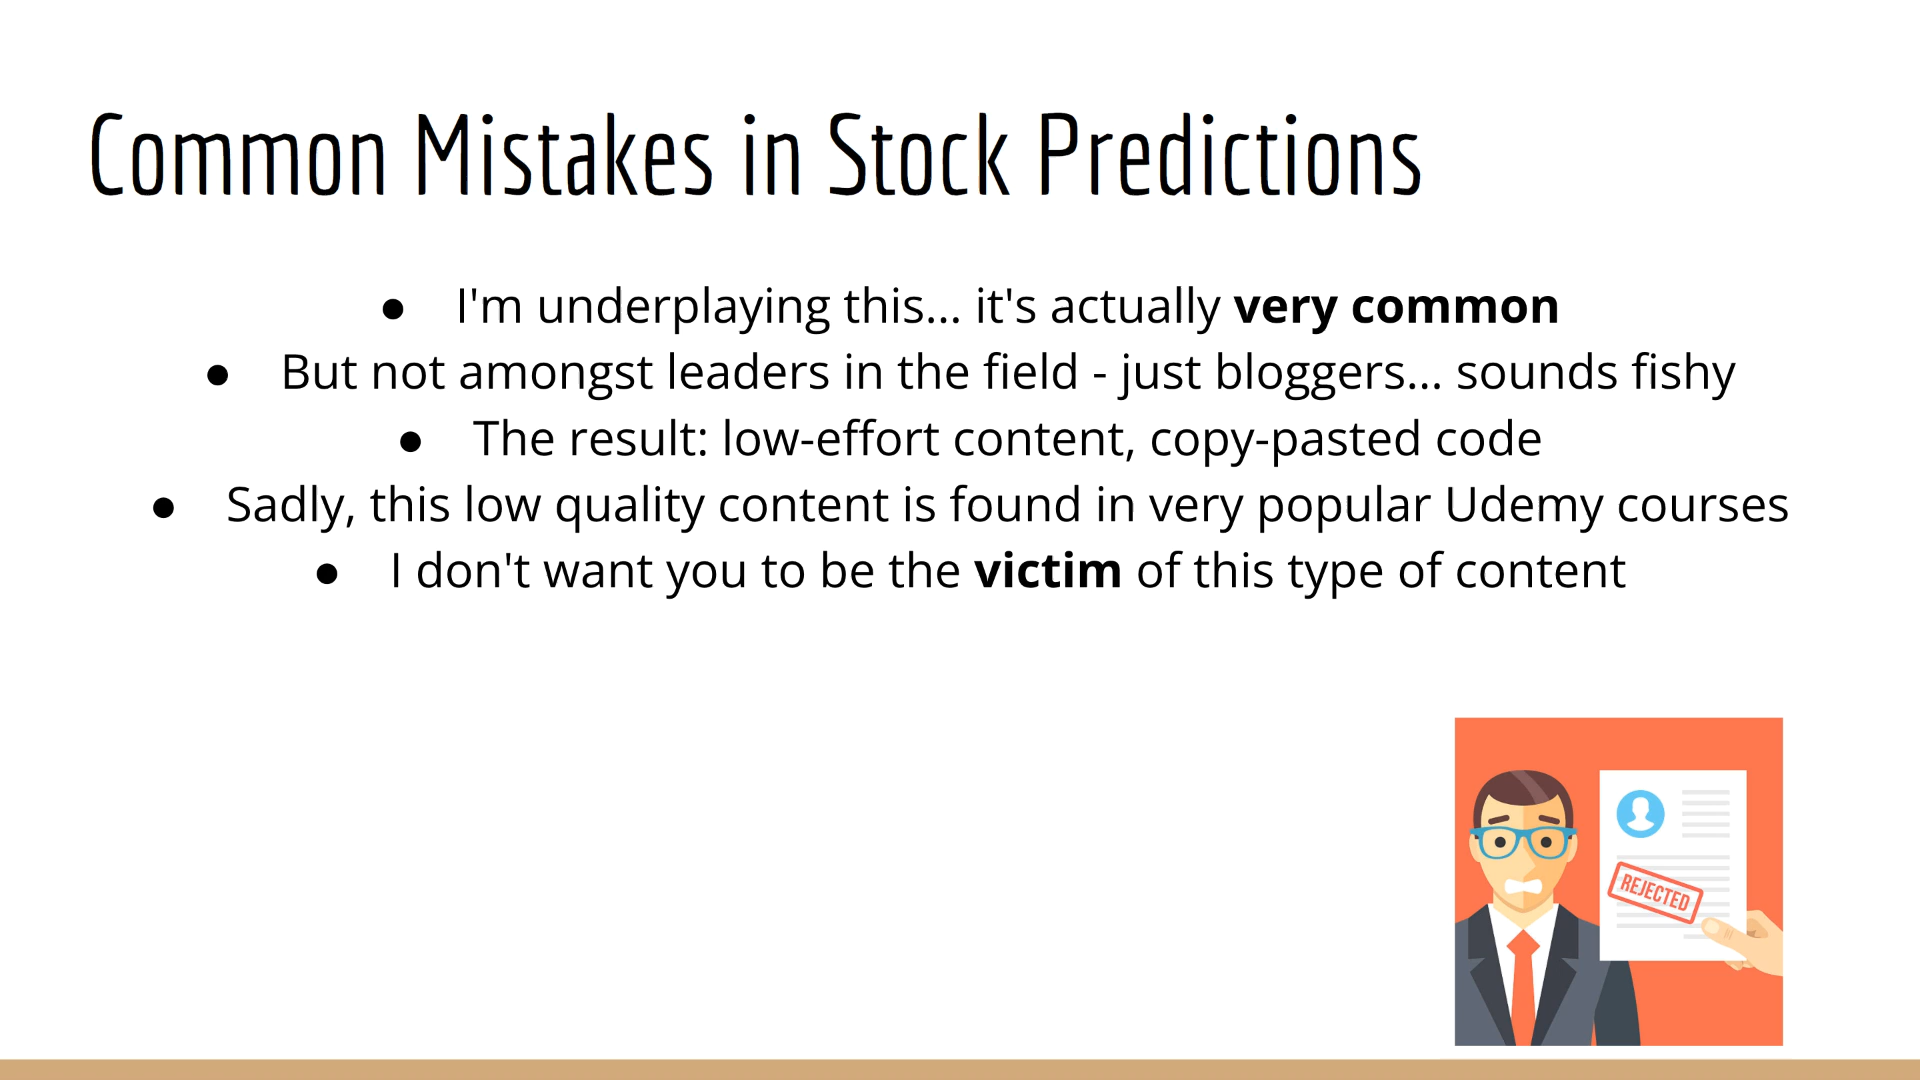 Common Mistakes in Stock Predictions
● I'm underplaying this... it's actually very common
● But not amongst leaders in the field - just bloggers... sounds fishy
● The result: low-effort content, copy-pasted code
● Sadly, this low quality content is found in very popular Udemy courses
● I don't want you to be the victim of this type of content
REJECTED